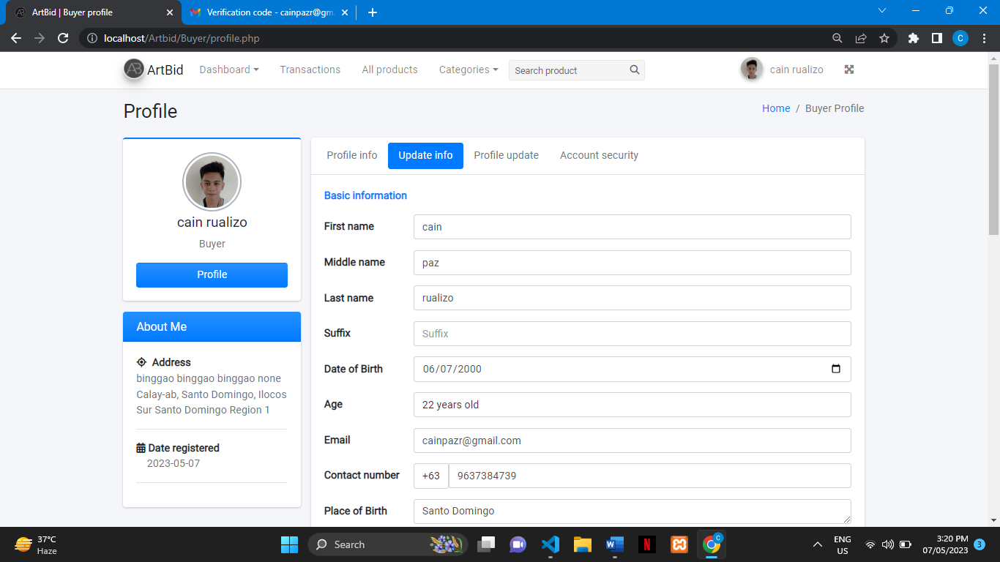 ArtBid | Buyer profile
Verification code - cainpazr@gm
localhost/Artbid/Buyer/profile.php
C
AB ArtBid Dashboard Transactions All products Categories Search product cain rualizo
Profile
Home / Buyer Profile
cain rualizo
Buyer
Profile
About Me
Address
binggao binggao binggao none
Calay-ab, Santo Domingo, Ilocos
Sur Santo Domingo Region 1
Date registered
2023-05-07
Profile info Update info Profile update Account security
Basic information
First name cain
Middle name paz
Last name rualizo
Suffix Suffix
Date of Birth 06/07/2000
Age 22 years old
Email cainpazr@gmail.com
Contact number +63 9637384739
Place of Birth Santo Domingo
37°C
Haze
Search
ENG
US
3:20 PM
07/05/2023
3